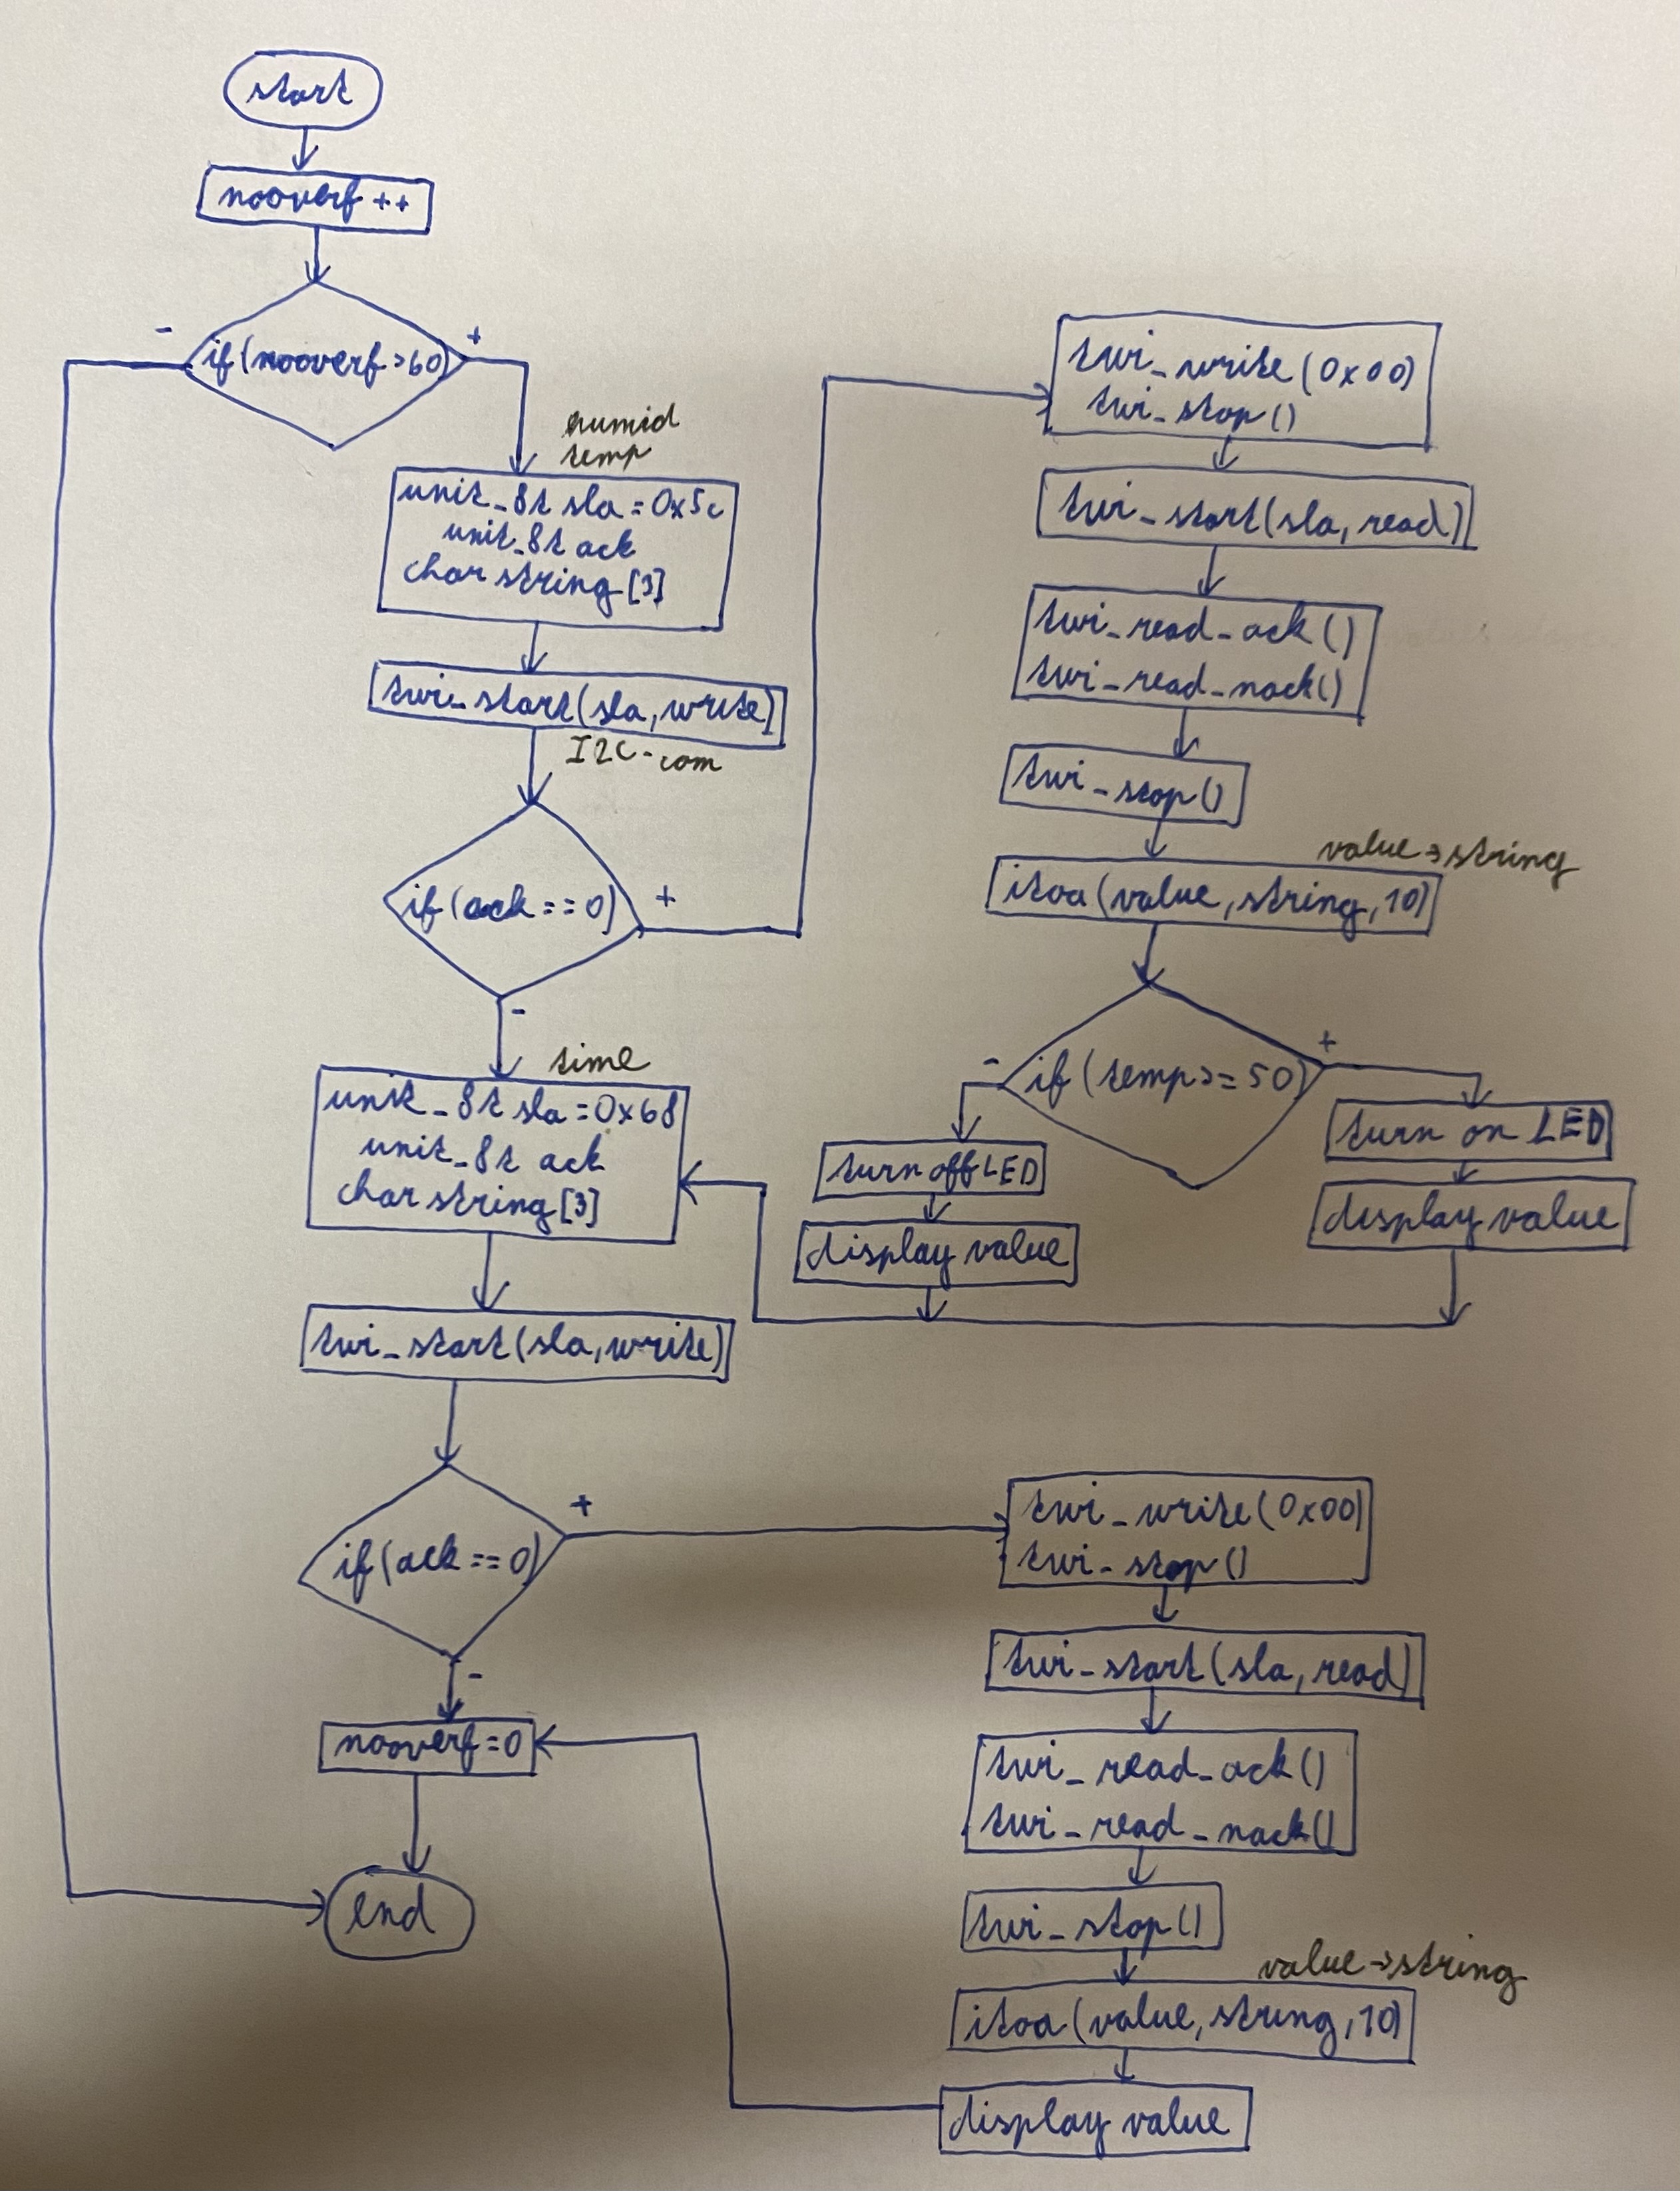 start
nooverf++
-
+
if(nooverf>60)
humid
temp
unit_8t sla=0x5c
unit_8t ack
char string[3]
twi_start(sla,write)
I2C-com
if(ack==0)
+
-
twi_write(0x00)
twi_stop()
twi_start(sla,read)
twi_read_ack()
twi_read_nack()
twi_stop()
value→string
itoa(value,string,10)
-
if(temp>=50)
+
turn off LED
display value
turn on LED
display value
time
unit_8t sla=0x68
unit_8t ack
char string[3]
twi_start(sla,write)
if(ack==0)
+
-
twi_write(0x00)
twi_stop()
twi_start(sla,read)
twi_read_ack()
twi_read_nack()
twi_stop()
value→string
itoa(value,string,10)
display value
nooverf=0
end